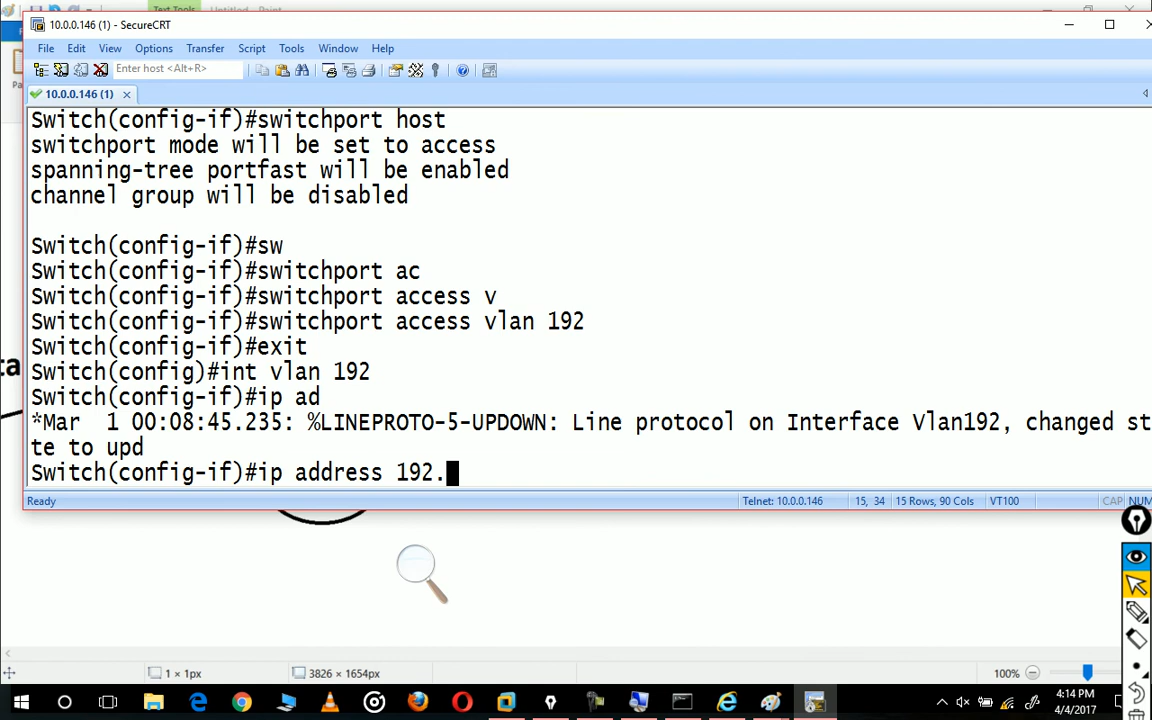 Text Tools Untitled - Paint
10.0.0.146 (1) - SecureCRT
File Edit View Options Transfer Script Tools Window Help
Enter host <Alt+R>
10.0.0.146 (1)
Switch(config-if)#switchport host
switchport mode will be set to access
spanning-tree portfast will be enabled
channel group will be disabled
Switch(config-if)#sw
Switch(config-if)#switchport ac
Switch(config-if)#switchport access v
Switch(config-if)#switchport access vlan 192
Switch(config-if)#exit
Switch(config)#int vlan 192
Switch(config-if)#ip ad
*Mar  1 00:08:45.235: %LINEPROTO-5-UPDOWN: Line protocol on Interface Vlan192, changed st
te to upd
Switch(config-if)#ip address 192.
Ready Telnet: 10.0.0.146 15, 34 15 Rows, 90 Cols VT100 CAP NUM
1 × 1px 3826 × 1654px 100%
4:14 PM
4/4/2017